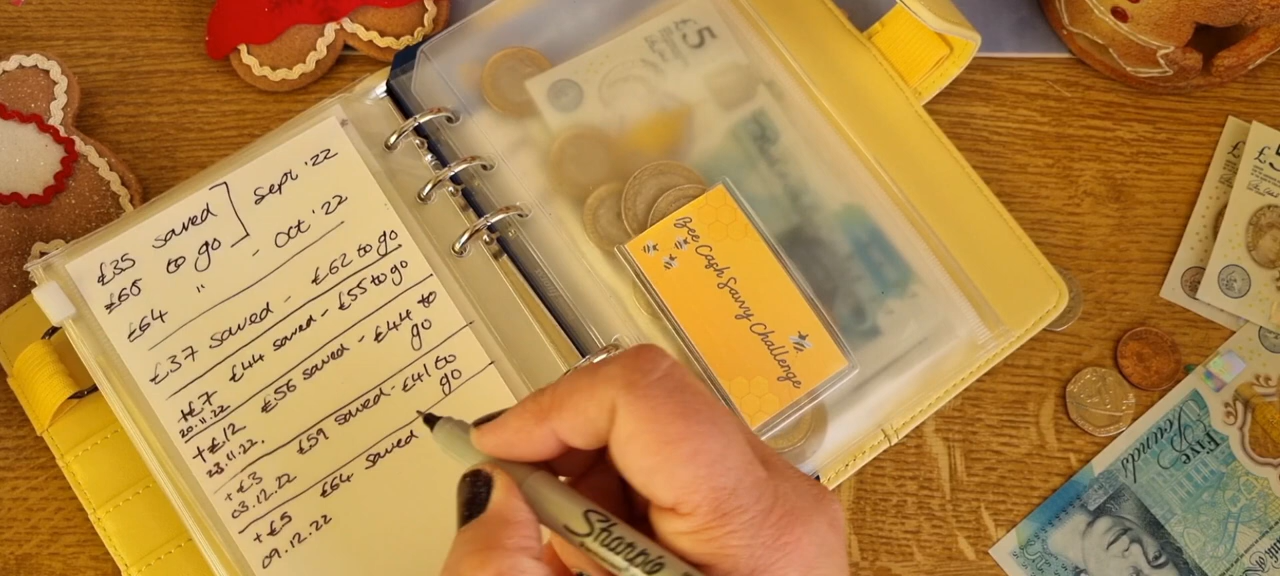 £35 saved ] Sept '22
£65 to go
£64 " - Oct '22
£37 saved - £62 to go
+£7 £44 saved - £55 to go
20.11.22
+£12 £56 saved - £44 to
go
23.11.22.
+£3 £59 saved - £41 to
go
03.12.22
+£5 £64 saved
09.12.22
£5
Bee Cash Savvy Challenge
Sharpie
Five
Pounds